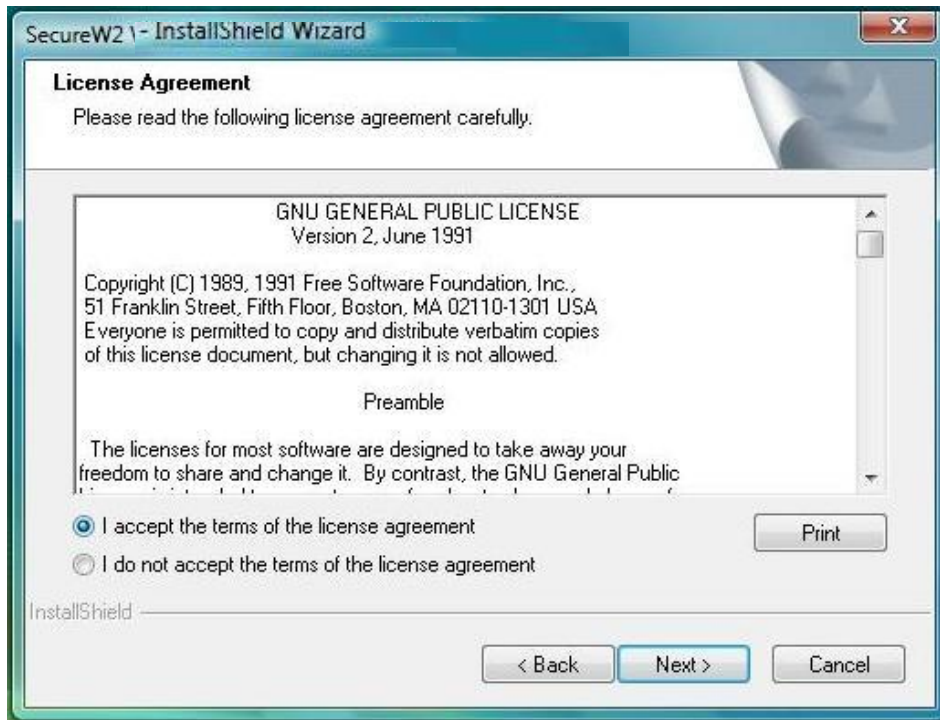 SecureW2 - InstallShield Wizard
License Agreement
Please read the following license agreement carefully.
GNU GENERAL PUBLIC LICENSE
Version 2, June 1991
Copyright (C) 1989, 1991 Free Software Foundation, Inc.,
51 Franklin Street, Fifth Floor, Boston, MA 02110-1301 USA
Everyone is permitted to copy and distribute verbatim copies
of this license document, but changing it is not allowed.
Preamble
The licenses for most software are designed to take away your
freedom to share and change it. By contrast, the GNU General Public
I accept the terms of the license agreement
Print
I do not accept the terms of the license agreement
InstallShield
< Back
Next >
Cancel